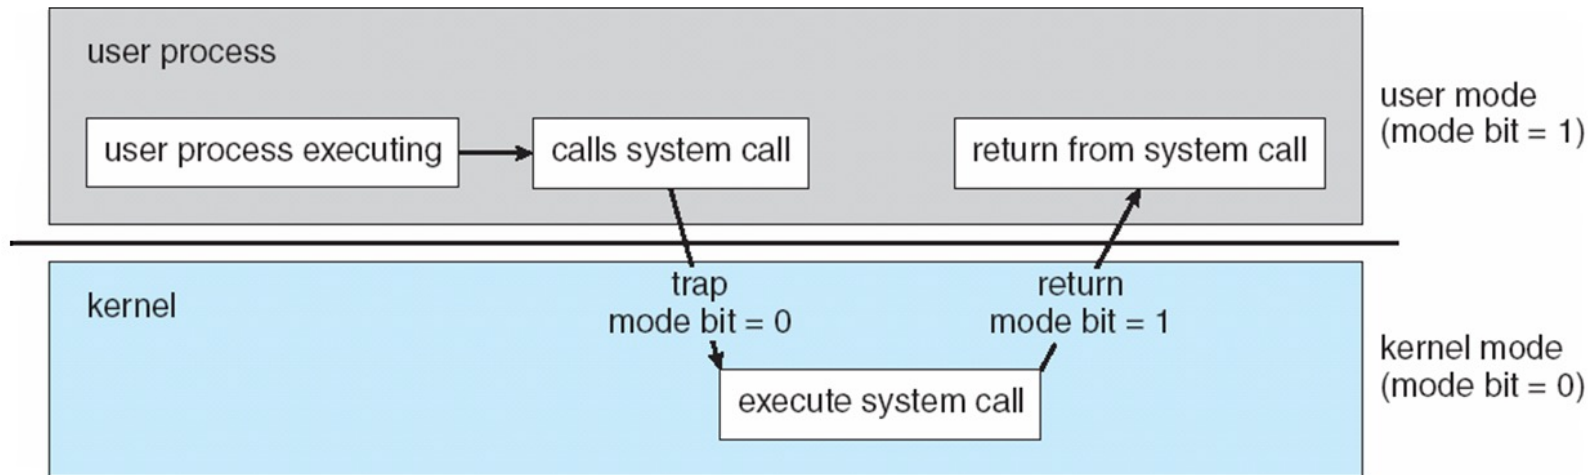 user process
user process executing
calls system call
return from system call
user mode
(mode bit = 1)
kernel
trap
mode bit = 0
return
mode bit = 1
execute system call
kernel mode
(mode bit = 0)